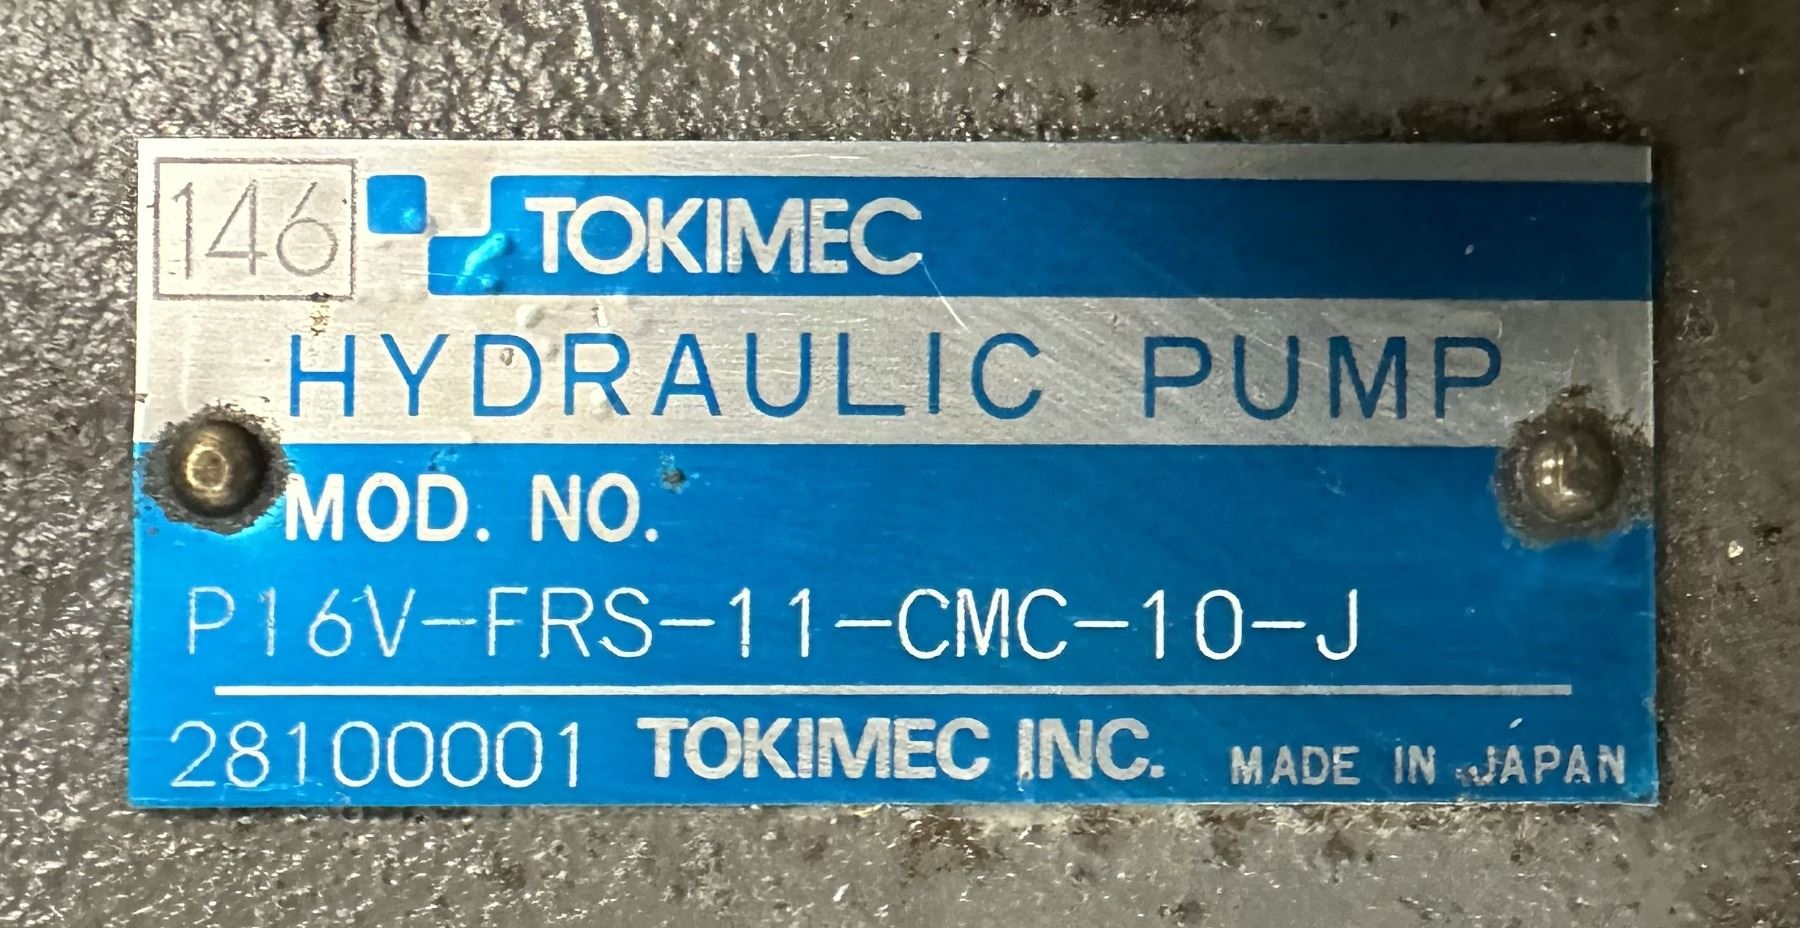 146 TOKIMEC
HYDRAULIC PUMP
MOD. NO.
P16V-FRS-11-CMC-10-J
28100001 TOKIMEC INC. MADE IN JAPAN